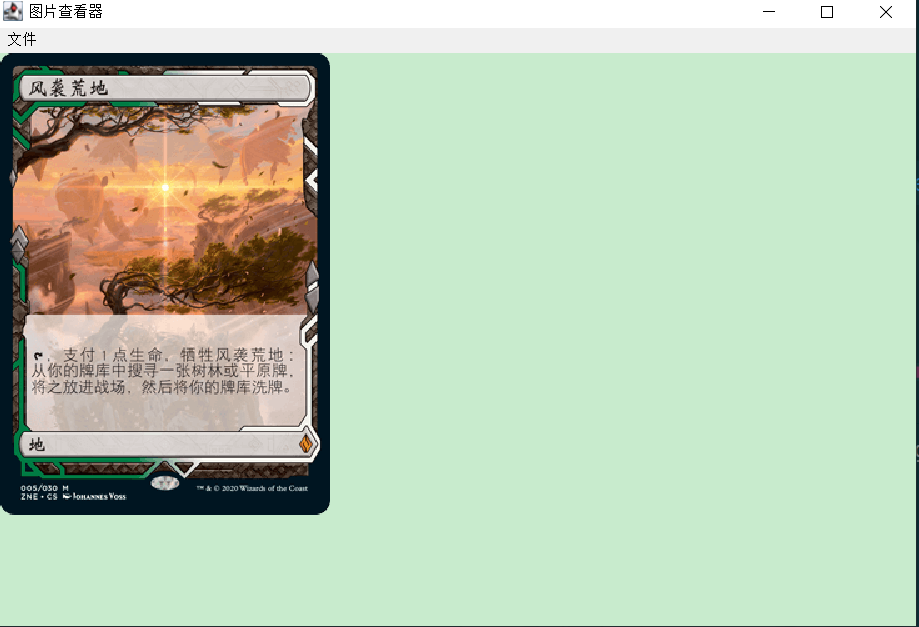 图片查看器
文件
风袭荒地
，支付1点生命，牺牲风袭荒地：
从你的牌库中搜寻一张树林或平原牌，
将之放进战场，然后将你的牌库洗牌。
地
005/030 M
ZNE • CS Johannes Voss
™ & © 2020 Wizards of the Coast